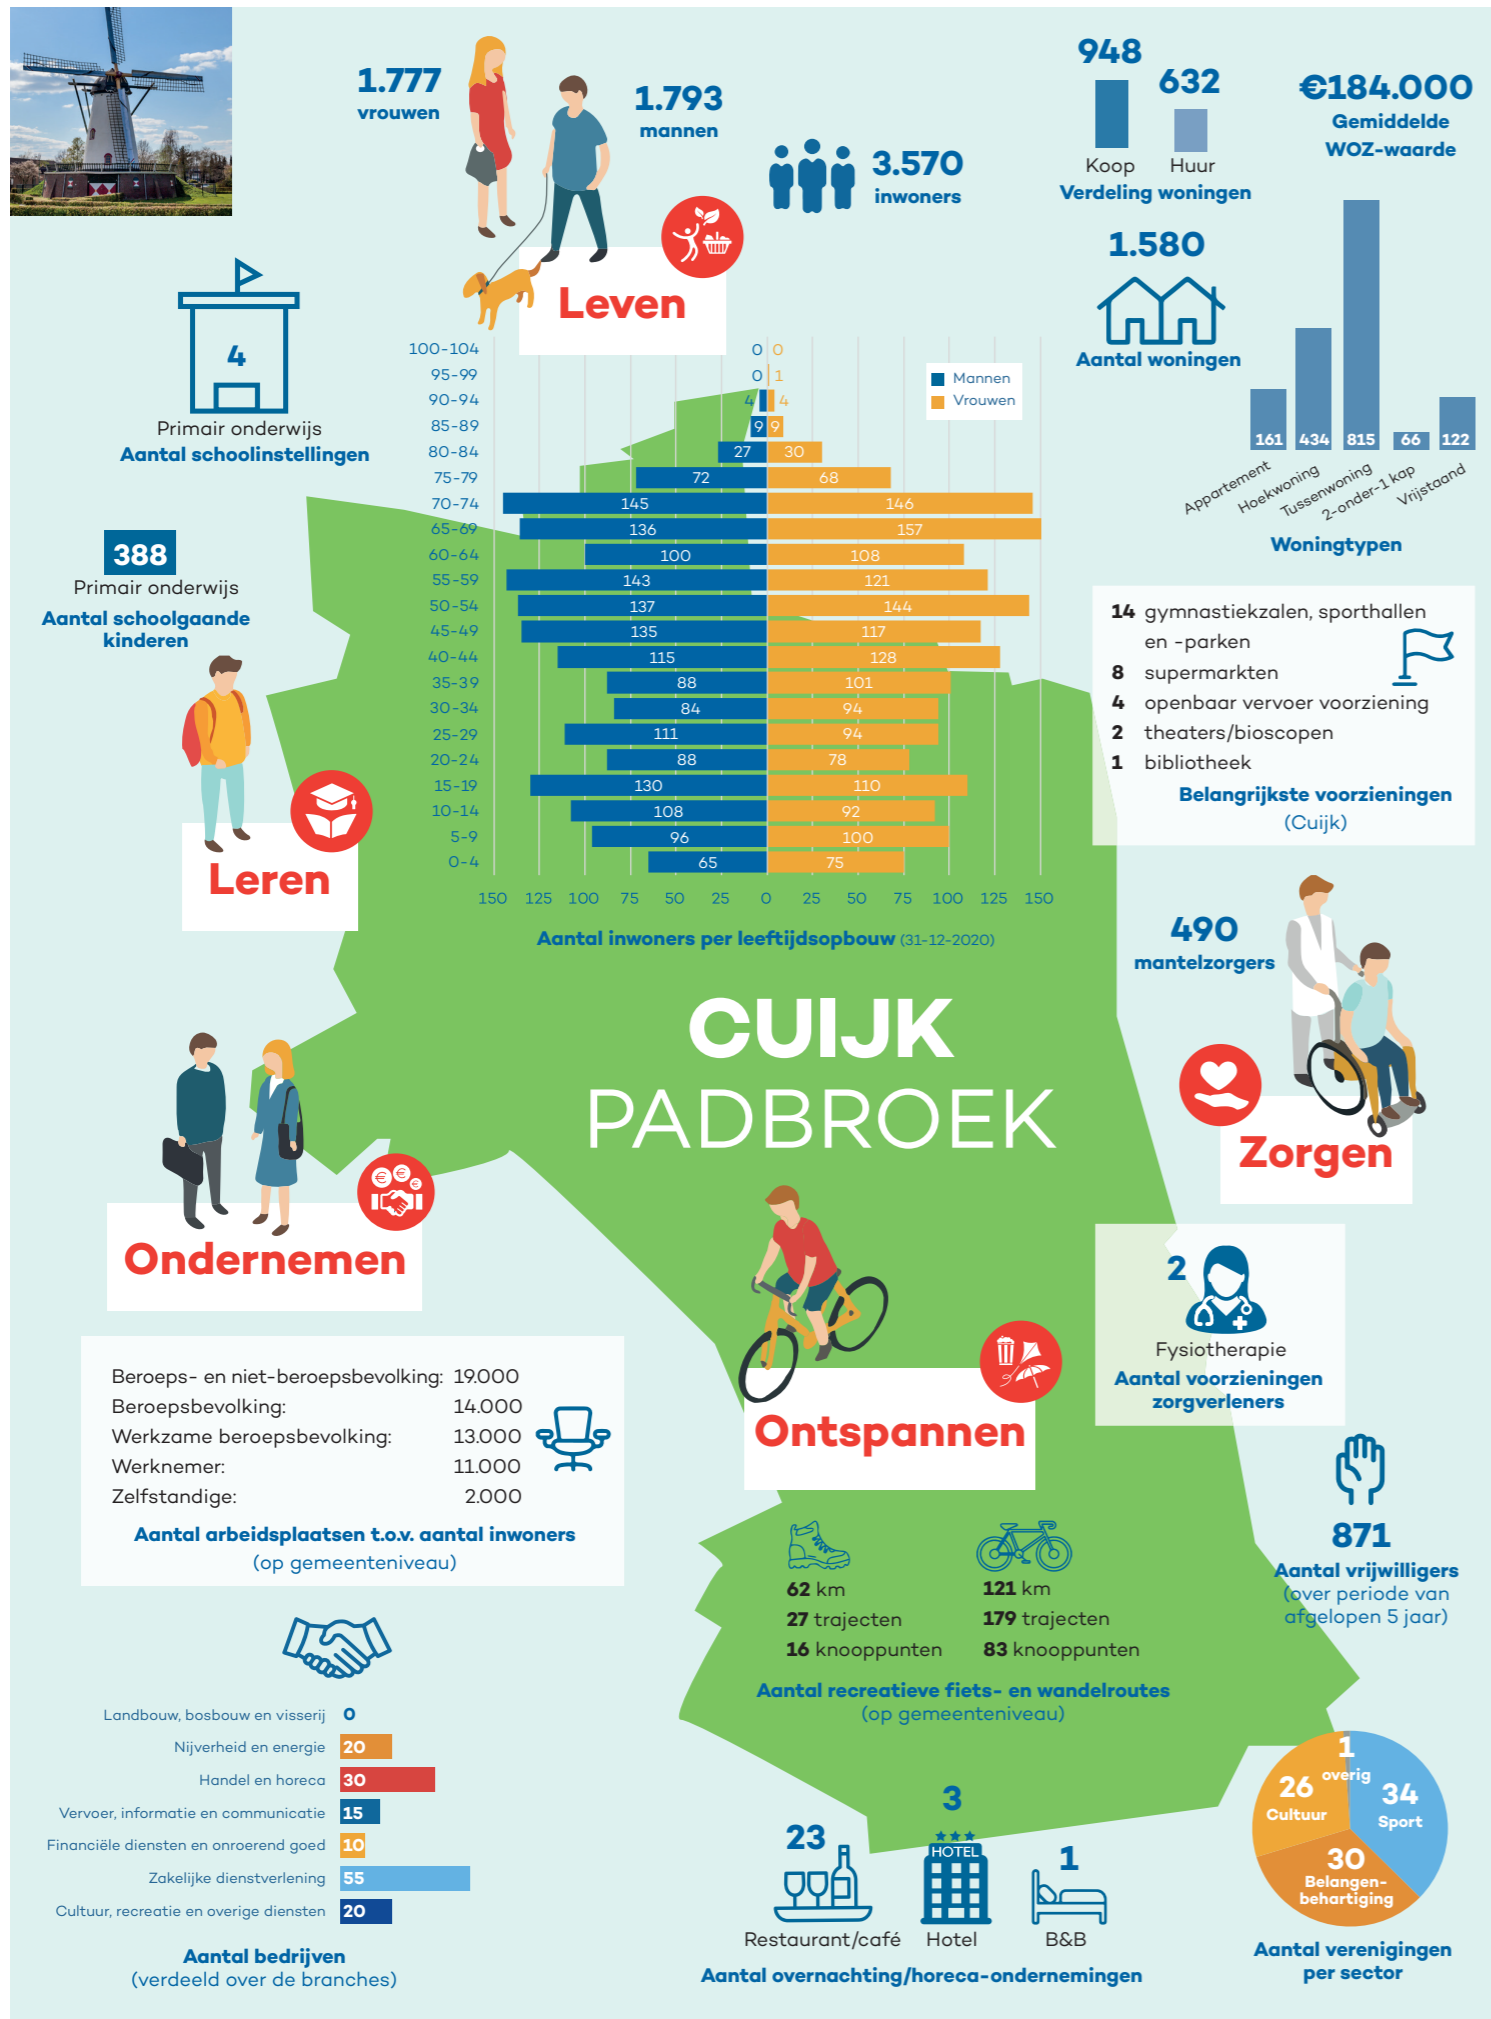 1.777
vrouwen
1.793
mannen
3.570
inwoners
948
Koop
632
Huur
Verdeling woningen
€184.000
Gemiddelde
WOZ-waarde
1.580
Aantal woningen
161 434 815 66 122
Appartement
Hoekwoning
Tussenwoning
2-onder-1 kap
Vrijstaand
Woningtypen
4
Primair onderwijs
Aantal schoolinstellingen
388
Primair onderwijs
Aantal schoolgaande
kinderen
Leven
Mannen
Vrouwen
100-104 0 0
95-99 0 1
90-94 4 4
85-89 9 9
80-84 27 30
75-79 72 68
70-74 145 146
65-69 136 157
60-64 100 108
55-59 143 121
50-54 137 144
45-49 135 117
40-44 115 128
35-39 88 101
30-34 84 94
25-29 111 94
20-24 88 78
15-19 130 110
10-14 108 92
5-9 96 100
0-4 65 75
150 125 100 75 50 25 0 25 50 75 100 125 150
Aantal inwoners per leeftijdsopbouw (31-12-2020)
14 gymnastiekzalen, sporthallen
en -parken
8 supermarkten
4 openbaar vervoer voorziening
2 theaters/bioscopen
1 bibliotheek
Belangrijkste voorzieningen
(Cuijk)
Leren
490
mantelzorgers
CUIJK
PADBROEK
Zorgen
Ondernemen
2
Fysiotherapie
Aantal voorzieningen
zorgverleners
Beroeps- en niet-beroepsbevolking: 19.000
Beroepsbevolking: 14.000
Werkzame beroepsbevolking: 13.000
Werknemer: 11.000
Zelfstandige: 2.000
Aantal arbeidsplaatsen t.o.v. aantal inwoners
(op gemeenteniveau)
Ontspannen
62 km
27 trajecten
16 knooppunten
121 km
179 trajecten
83 knooppunten
Aantal recreatieve fiets- en wandelroutes
(op gemeenteniveau)
871
Aantal vrijwilligers
(over periode van
afgelopen 5 jaar)
Landbouw, bosbouw en visserij 0
Nijverheid en energie 20
Handel en horeca 30
Vervoer, informatie en communicatie 15
Financiële diensten en onroerend goed 10
Zakelijke dienstverlening 55
Cultuur, recreatie en overige diensten 20
Aantal bedrijven
(verdeeld over de branches)
23
Restaurant/café
3
HOTEL
Hotel
1
B&B
Aantal overnachting/horeca-ondernemingen
1
overig
26
Cultuur
34
Sport
30
Belangen-
behartiging
Aantal verenigingen
per sector